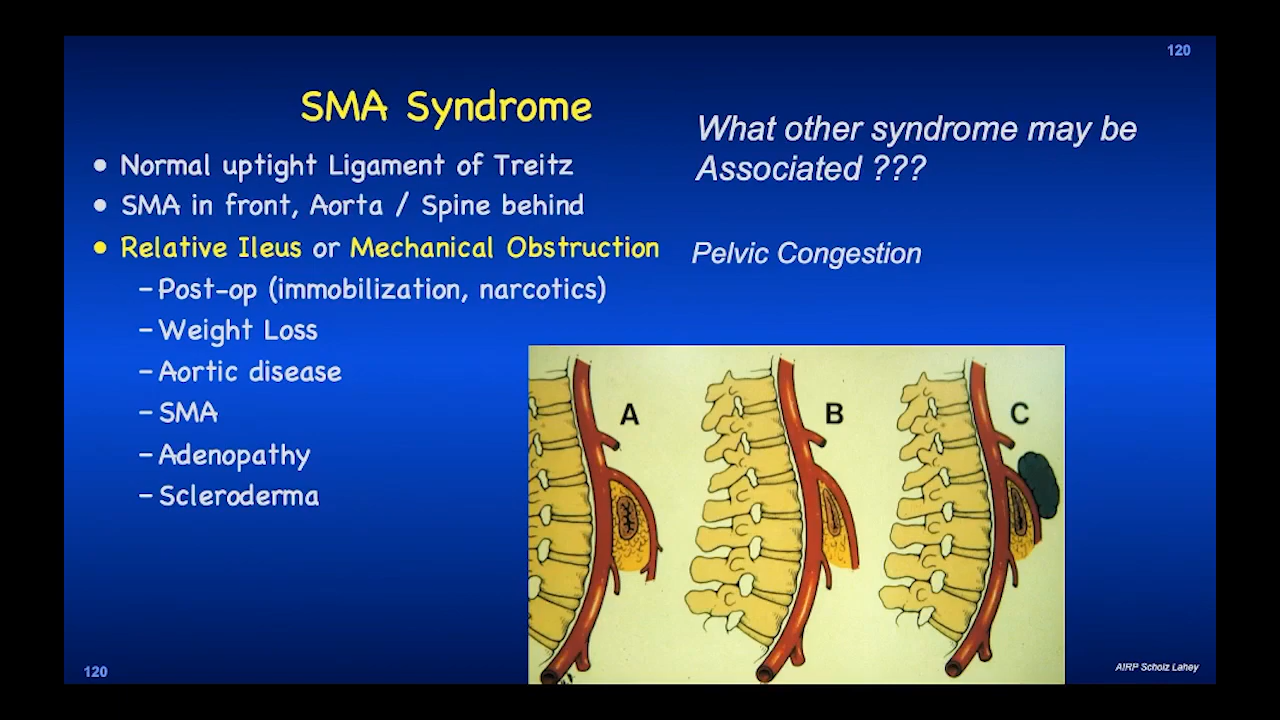 120
SMA Syndrome
• Normal uptight Ligament of Treitz
• SMA in front, Aorta / Spine behind
• Relative Ileus or Mechanical Obstruction
– Post-op (immobilization, narcotics)
– Weight Loss
– Aortic disease
– SMA
– Adenopathy
– Scleroderma
What other syndrome may be
Associated ???
Pelvic Congestion
A
B
C
120
AIRP Scholz Lahey